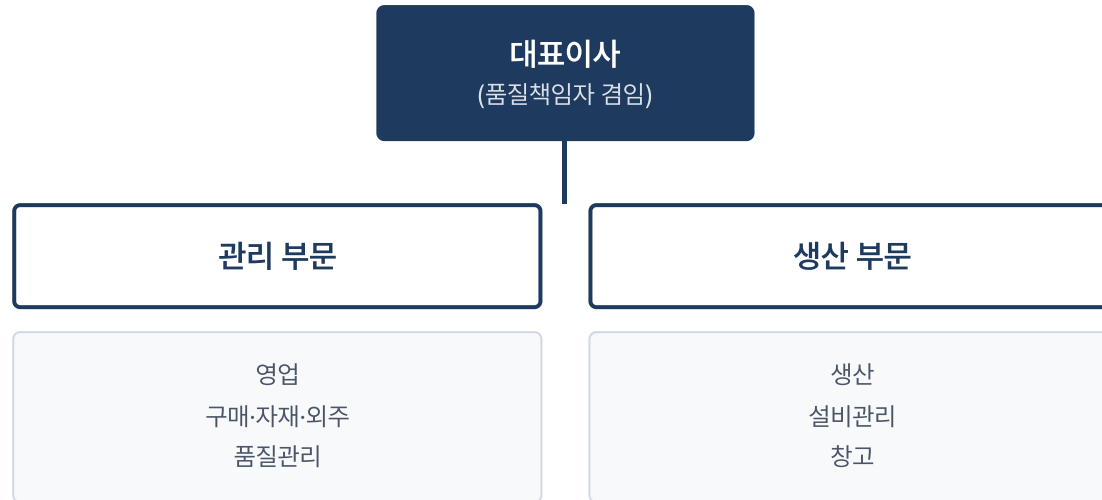 대표이사
(품질책임자 겸임)
관리 부문
생산 부문
영업
구매·자재·외주
품질관리
생산
설비관리
창고